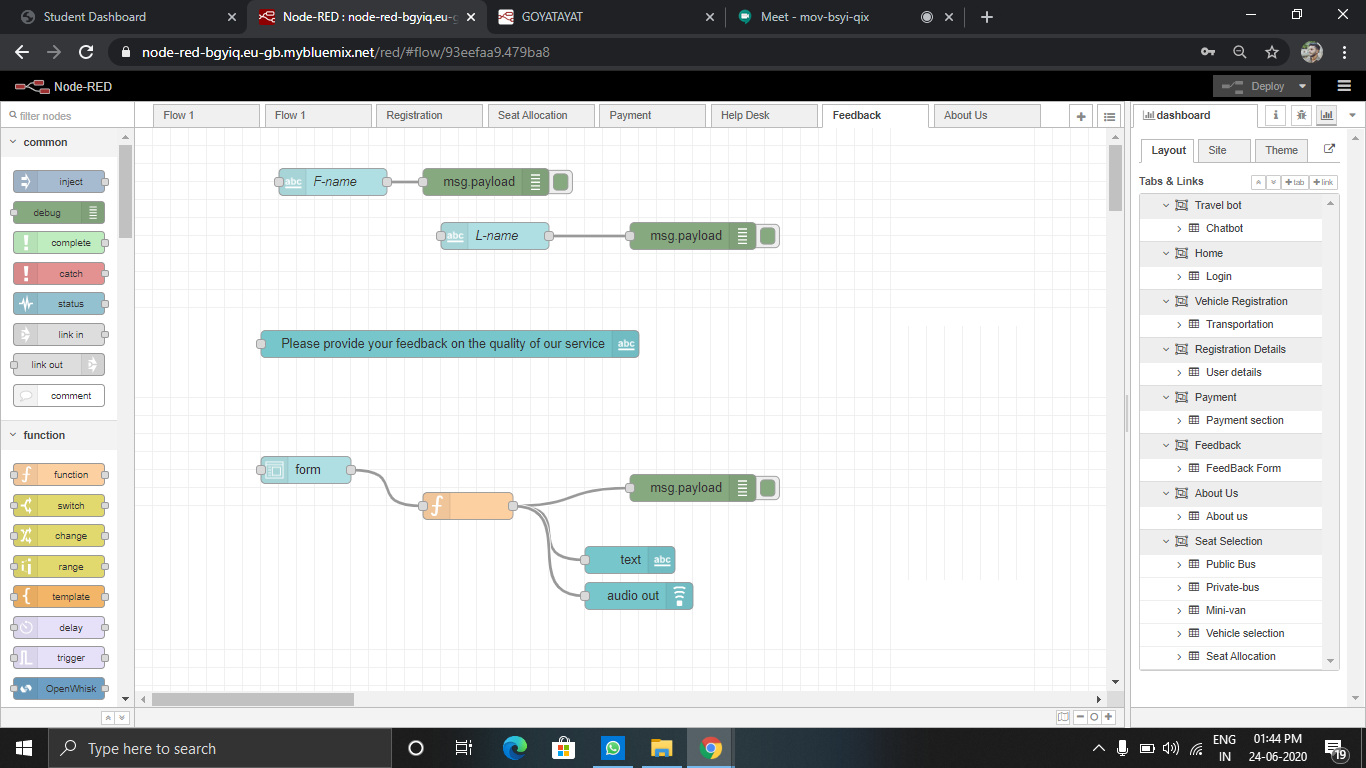 Student Dashboard
Node-RED : node-red-bgyiq.eu-g
GOYATAYAT
Meet - mov-bsyi-qix
node-red-bgyiq.eu-gb.mybluemix.net/red/#flow/93eefaa9.479ba8
Node-RED
Deploy
filter nodes
Flow 1
Flow 1
Registration
Seat Allocation
Payment
Help Desk
Feedback
About Us
dashboard
common
inject
debug
complete
catch
status
link in
link out
comment
function
function
switch
change
range
template
delay
trigger
OpenWhisk
abc F-name
msg.payload
abc L-name
msg.payload
Please provide your feedback on the quality of our service abc
form
msg.payload
text abc
audio out
Layout
Site
Theme
Tabs & Links
+ tab
+ link
Travel bot
Chatbot
Home
Login
Vehicle Registration
Transportation
Registration Details
User details
Payment
Payment section
Feedback
FeedBack Form
About Us
About us
Seat Selection
Public Bus
Private-bus
Mini-van
Vehicle selection
Seat Allocation
Type here to search
ENG
IN
01:44 PM
24-06-2020
19